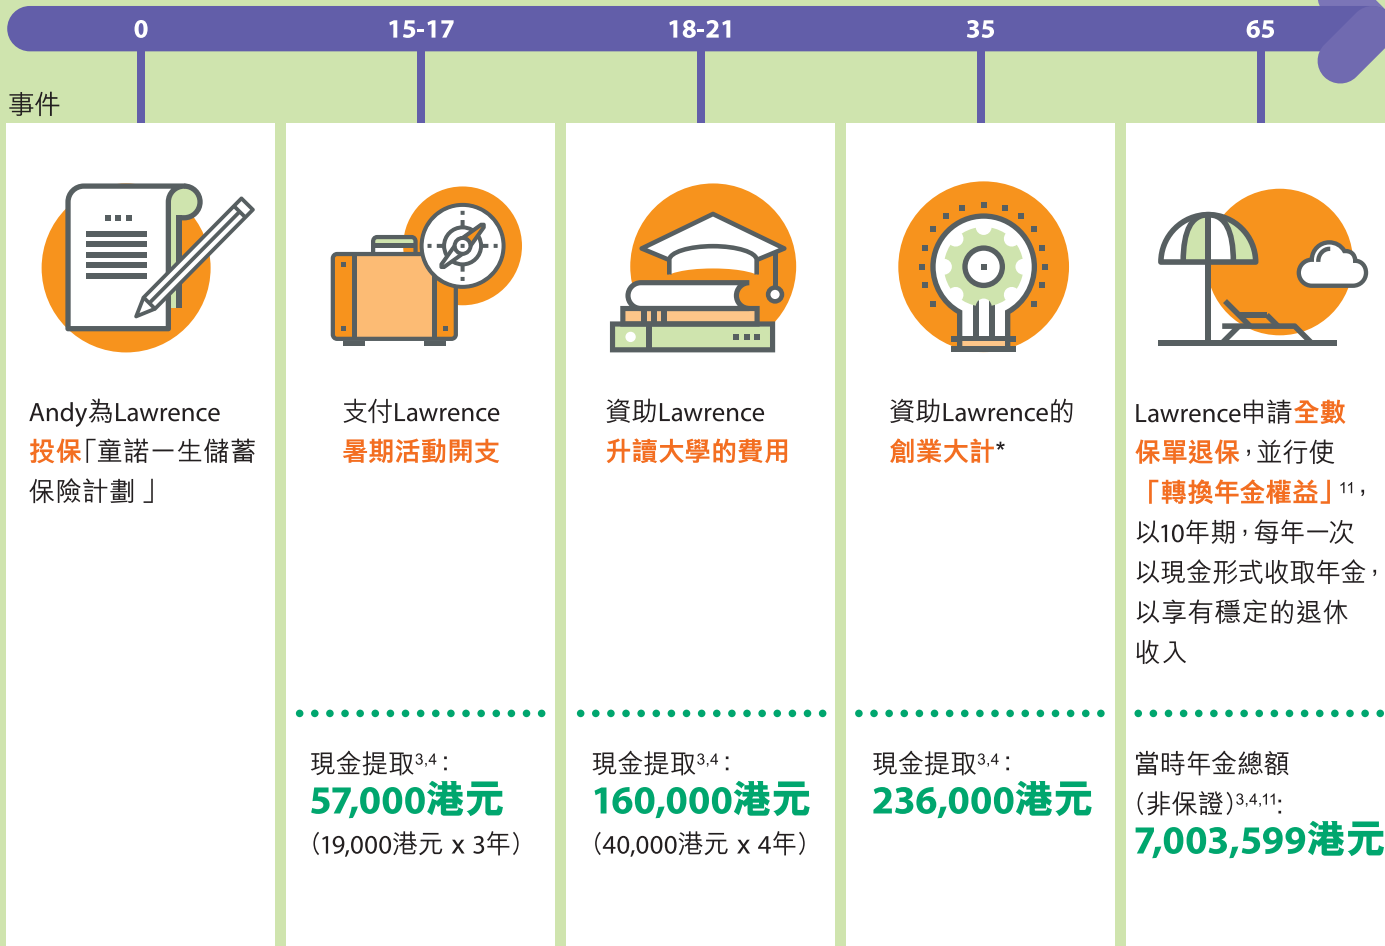 0
15-17
18-21
35
65
事件
Andy為Lawrence
投保「童諾一生儲蓄
保險計劃 」
支付Lawrence
暑期活動開支
現金提取3,4：
57,000港元
（19,000港元 x 3年）
資助Lawrence
升讀大學的費用
現金提取3,4：
160,000港元
（40,000港元 x 4年）
資助Lawrence的
創業大計*
現金提取3,4：
236,000港元
Lawrence申請全數
保單退保，並行使
「轉換年金權益」11，
以10年期，每年一次
以現金形式收取年金，
以享有穩定的退休
收入
當時年金總額
（非保證）3,4,11:
7,003,599港元